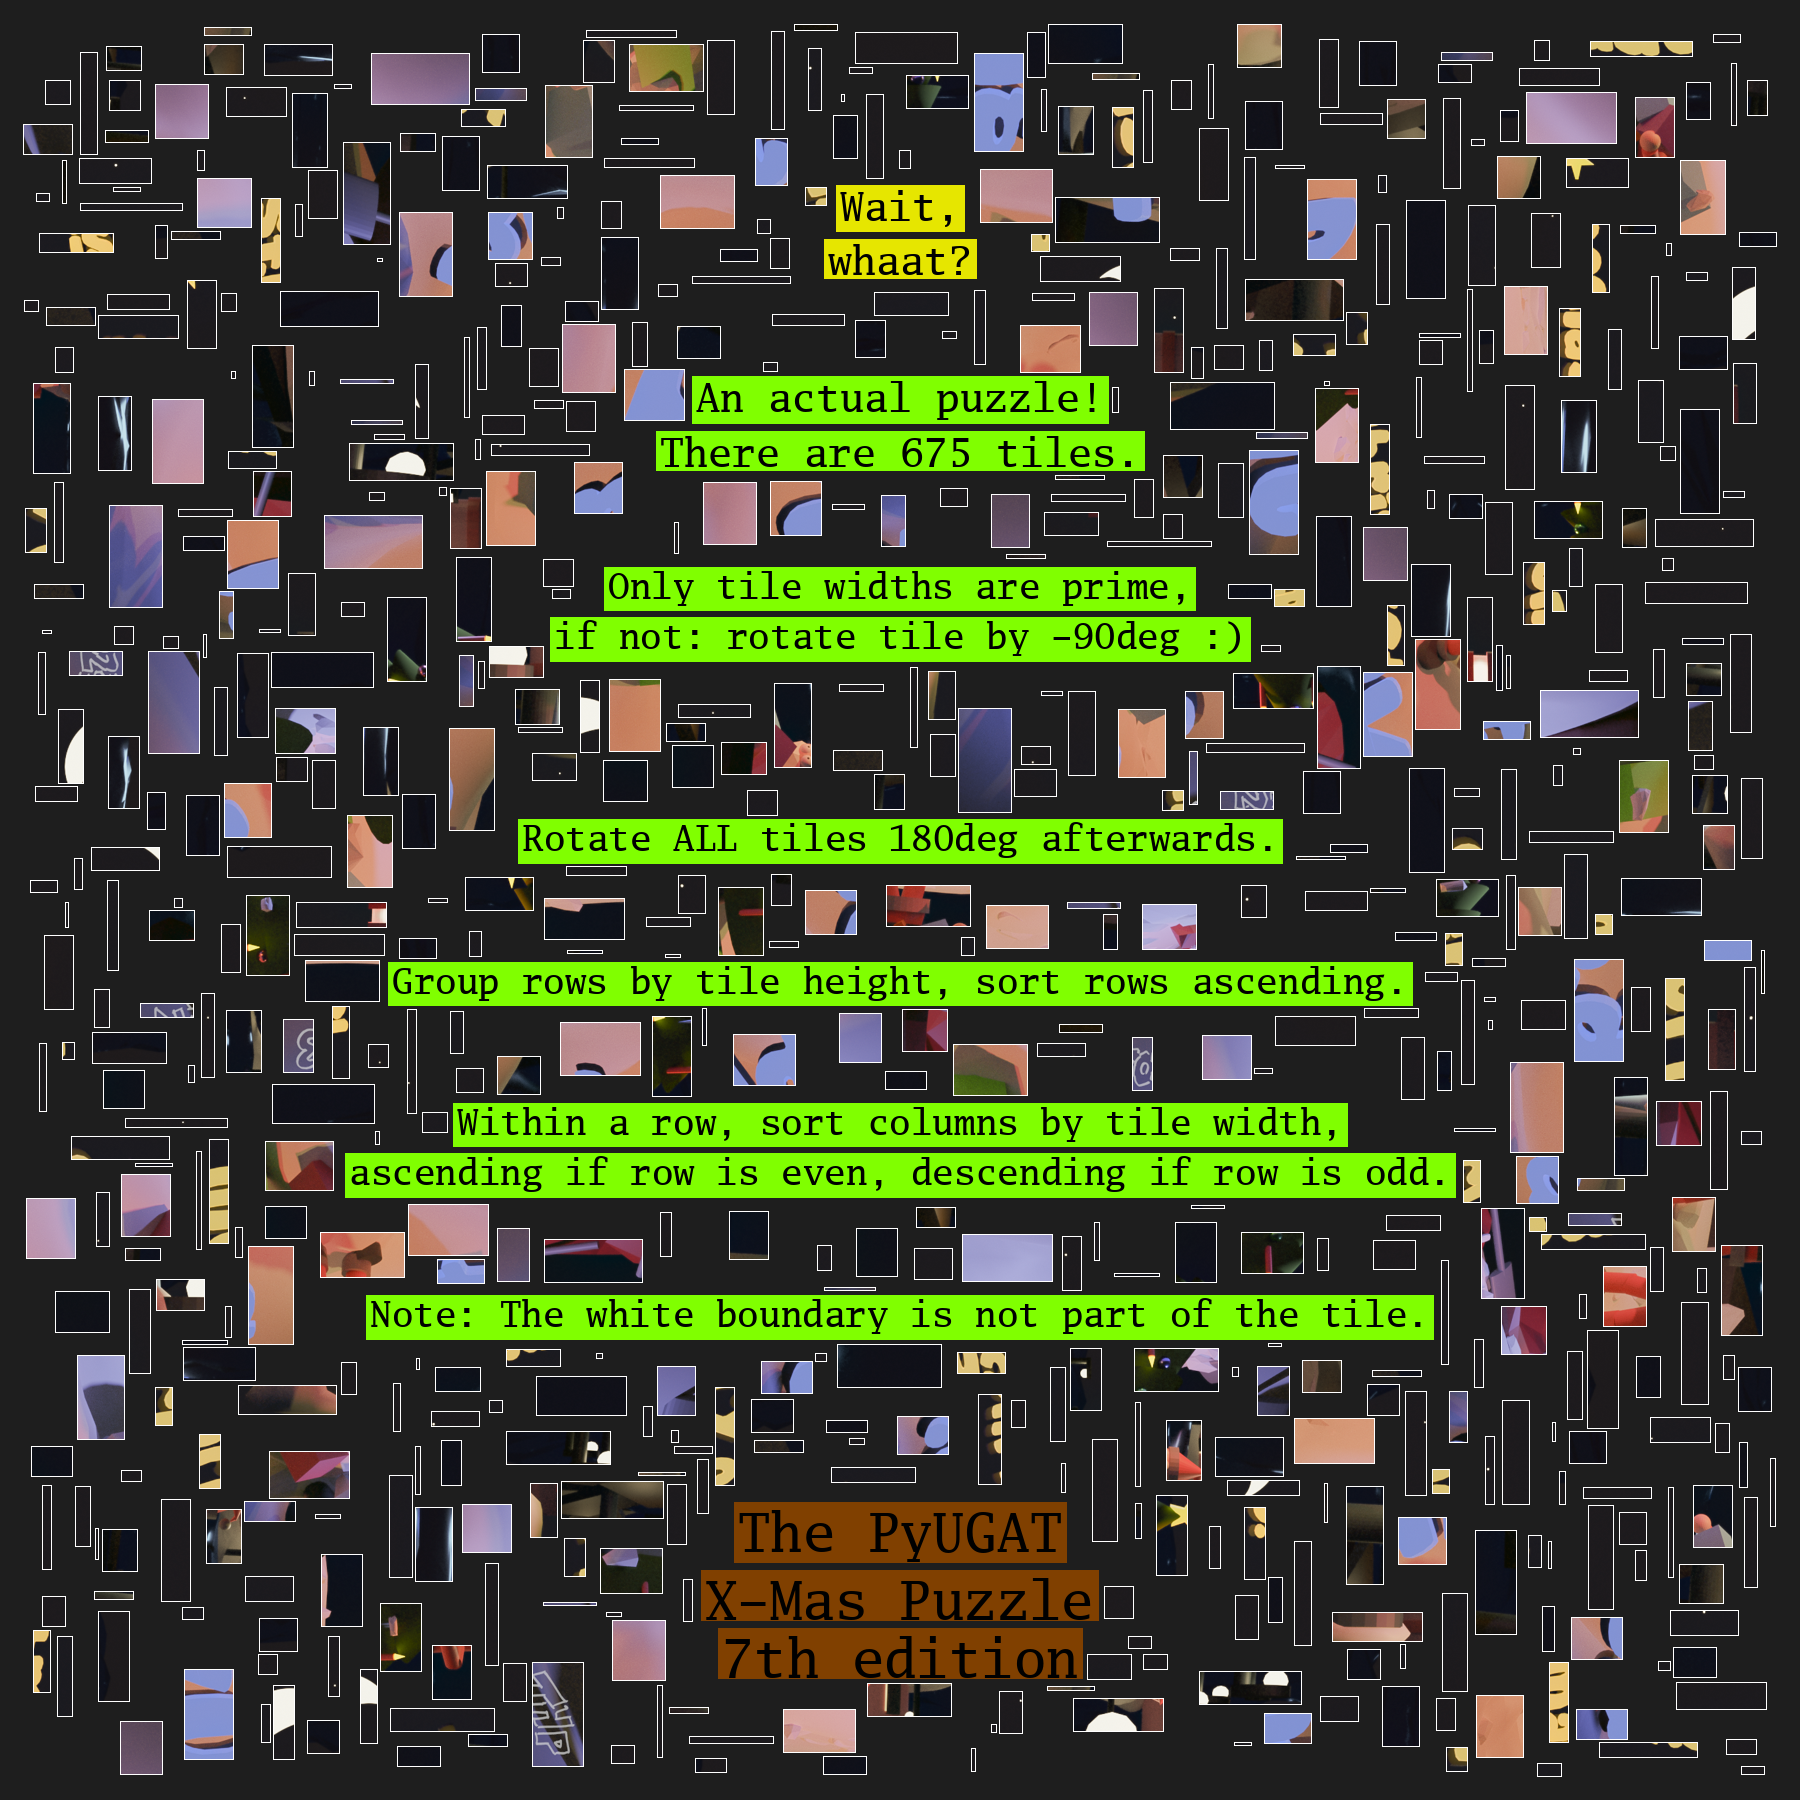 Wait,
whaat?
An actual puzzle!
There are 675 tiles.
Only tile widths are prime,
if not: rotate tile by -90deg :)
Rotate ALL tiles 180deg afterwards.
Group rows by tile height, sort rows ascending.
Within a row, sort columns by tile width,
ascending if row is even, descending if row is odd.
Note: The white boundary is not part of the tile.
The PyUGAT
X-Mas Puzzle
7th edition